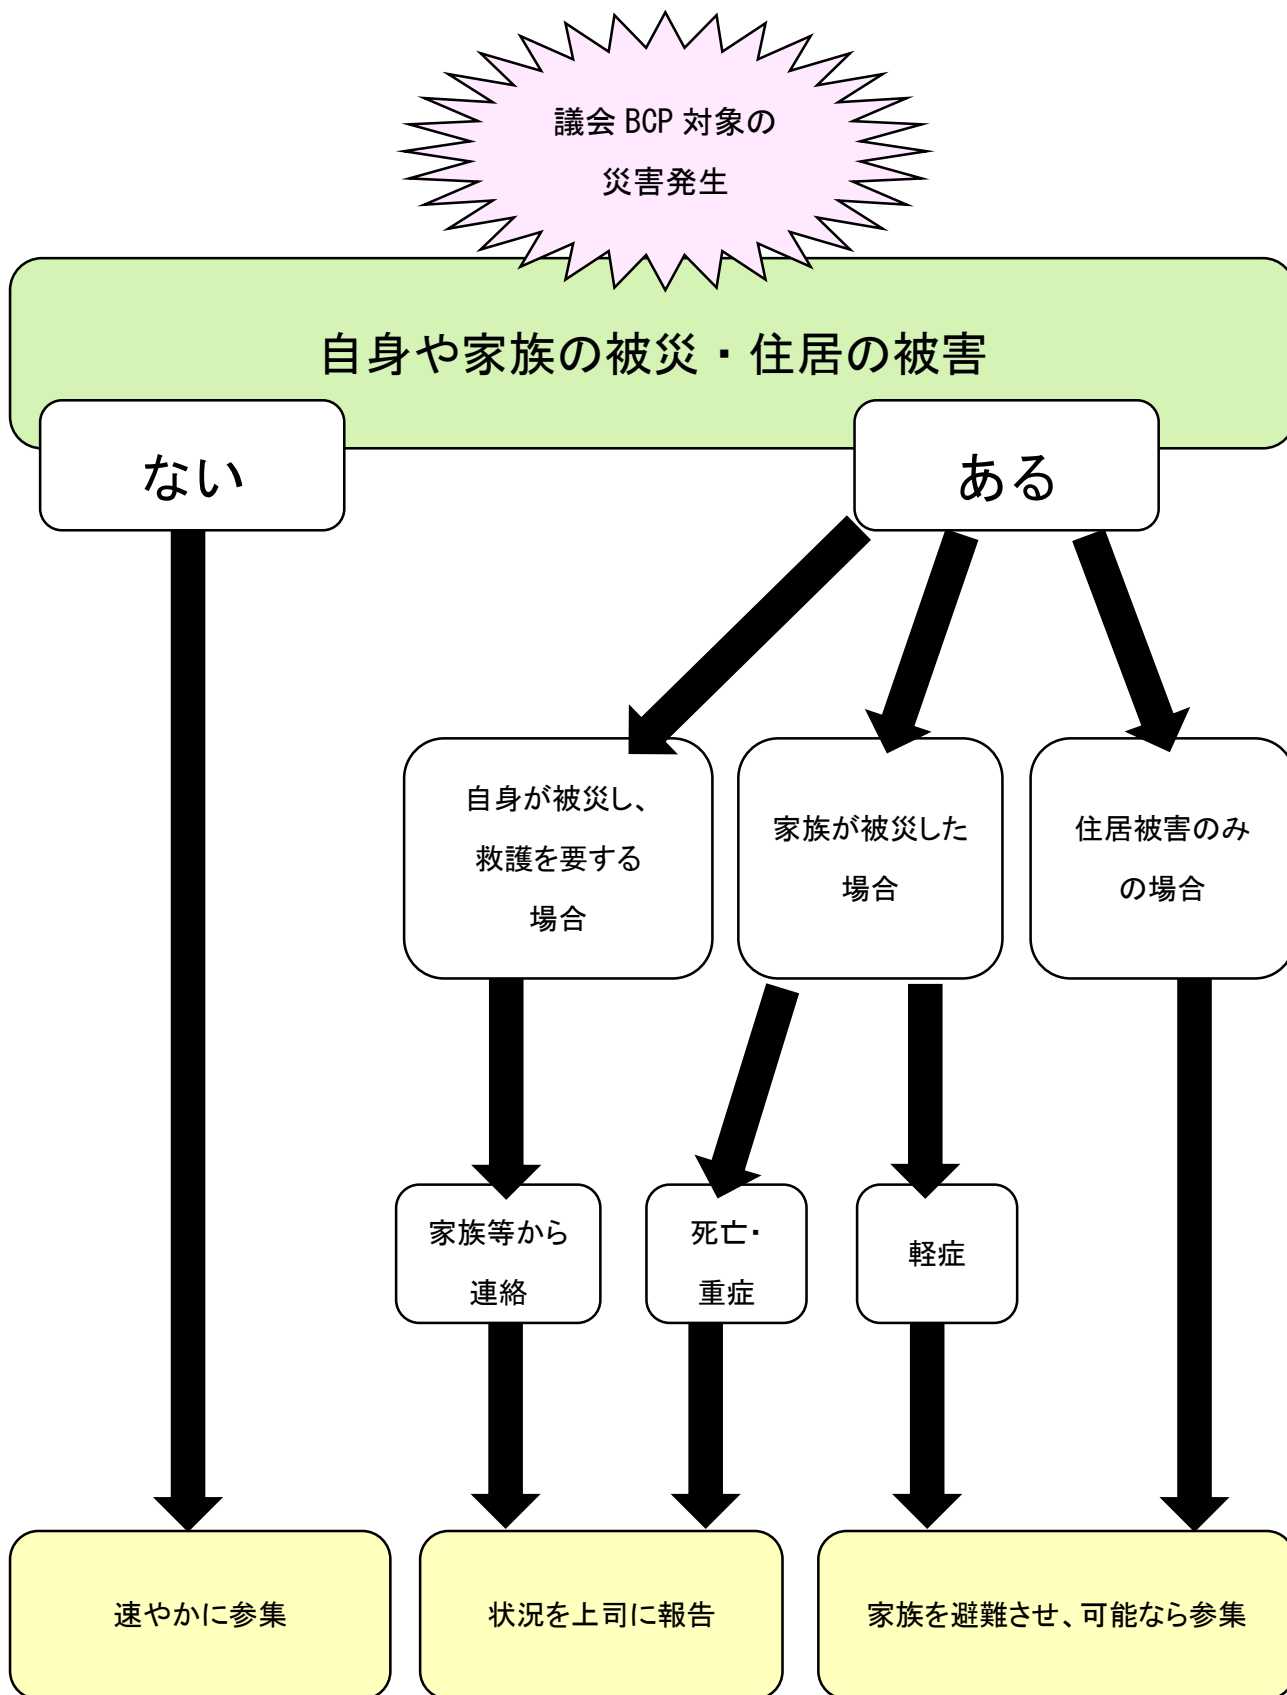 議会 BCP 対象の
災害発生
自身や家族の被災・住居の被害
ない
ある
自身が被災し、
救護を要する
場合
家族が被災した
場合
住居被害のみ
の場合
家族等から
連絡
死亡・
重症
軽症
速やかに参集
状況を上司に報告
家族を避難させ、可能なら参集